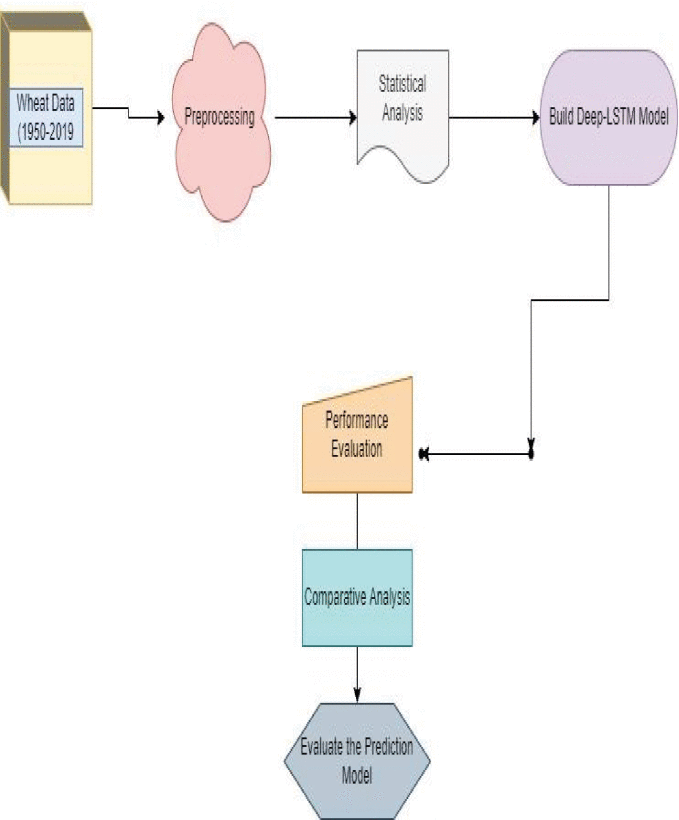 Wheat Data
(1950-2019
Preprocessing
Statistical
Analysis
Build Deep-LSTM Model
Performance
Evaluation
Comparative Analysis
Evaluate the Prediction
Model